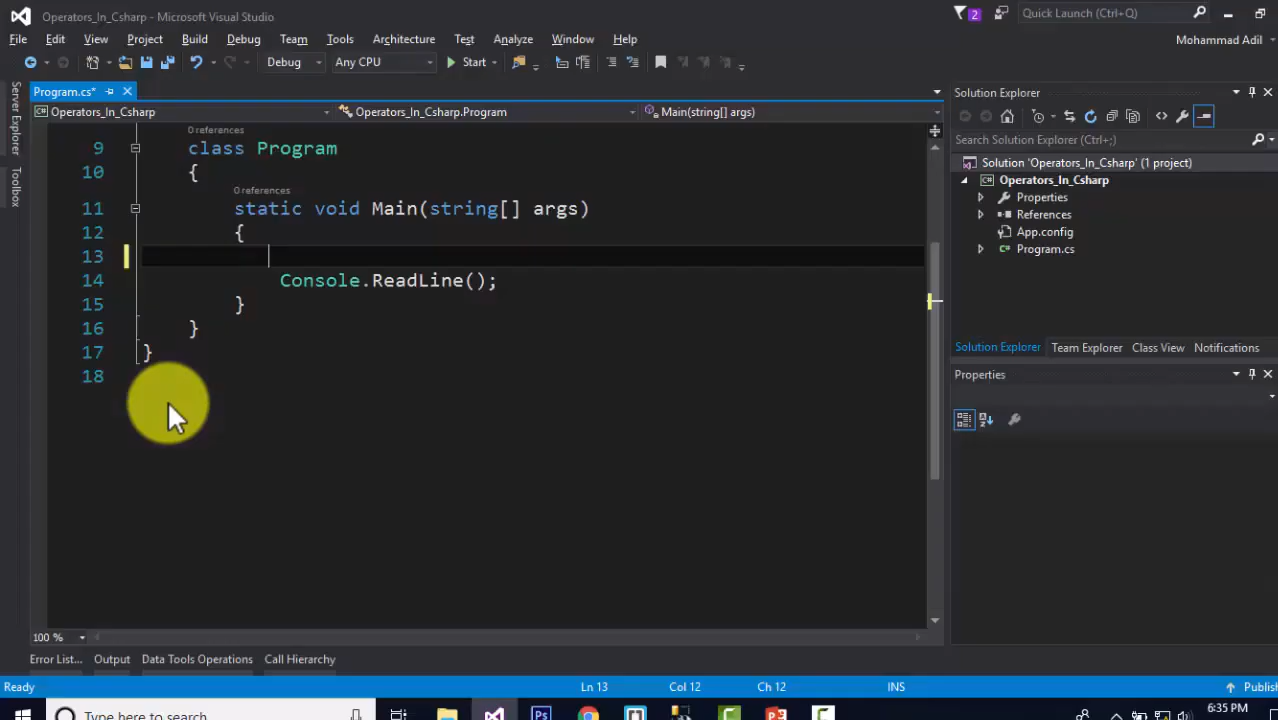 Operators_In_Csharp - Microsoft Visual Studio
2
Quick Launch (Ctrl+Q)
File Edit View Project Build Debug Team Tools Architecture Test Analyze Window Help
Mohammad Adil
Debug Any CPU Start
Server Explorer
Toolbox
Program.cs*
Operators_In_Csharp Operators_In_Csharp.Program Main(string[] args)
0 references
9 class Program
10 {
0 references
11 static void Main(string[] args)
12 {
13
14 Console.ReadLine();
15 }
16 }
17 }
18
Solution Explorer
Search Solution Explorer (Ctrl+;)
Solution 'Operators_In_Csharp' (1 project)
Operators_In_Csharp
Properties
References
App.config
Program.cs
Solution Explorer Team Explorer Class View Notifications
Properties
100 %
Error List... Output Data Tools Operations Call Hierarchy
Ready Ln 13 Col 12 Ch 12 INS Publish
Type here to search
6:35 PM